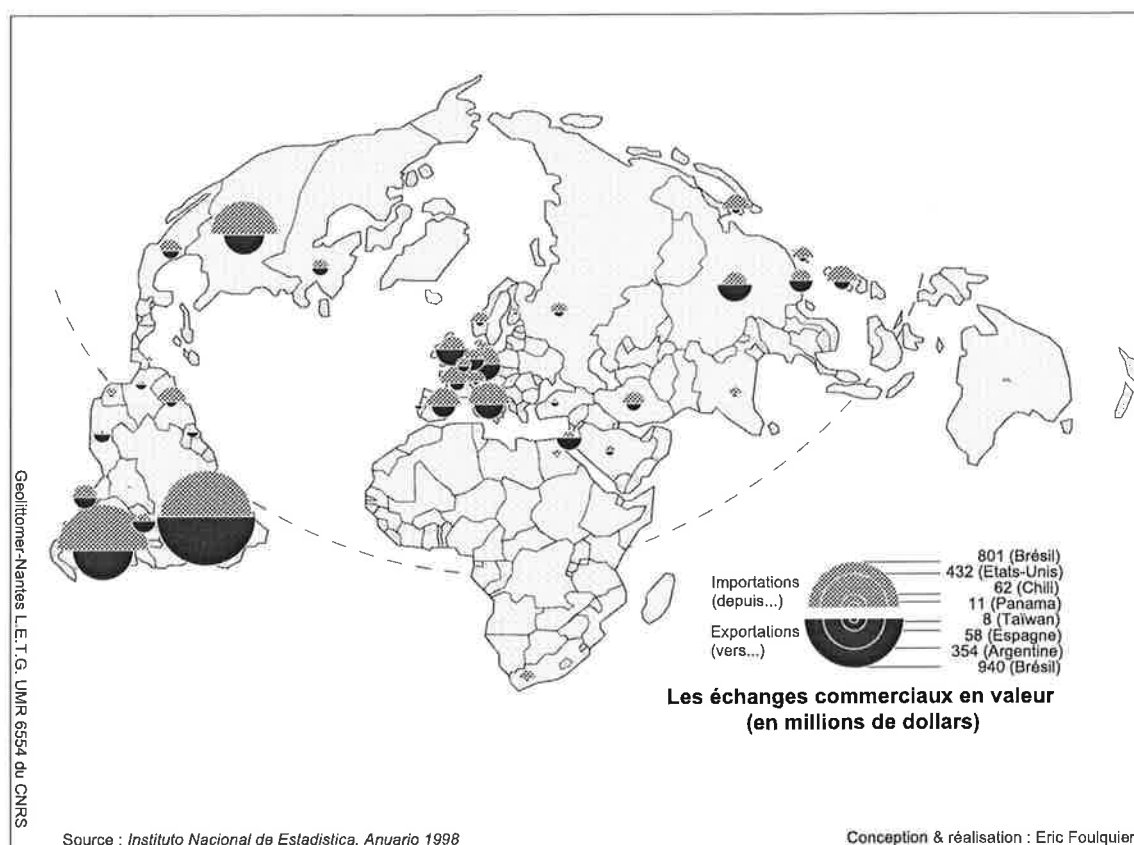 Geolittomer-Nantes L.E.T.G. UMR 6554 du CNRS
Importations
(depuis...)
Exportations
(vers...)
801 (Brésil)
432 (Etats-Unis)
62 (Chili)
11 (Panama)
8 (Taïwan)
58 (Espagne)
354 (Argentine)
940 (Brésil)
Les échanges commerciaux en valeur
(en millions de dollars)
Source : Instituto Nacional de Estadistica, Anuario 1998
Conception & réalisation : Eric Foulquier